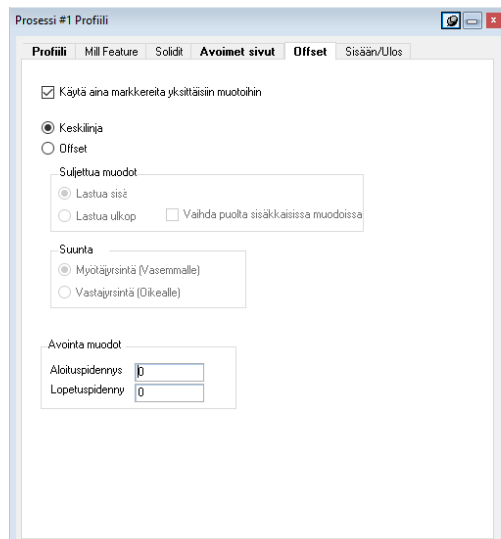 Prosessi #1 Profiili
Profiili Mill Feature Solidit Avoimet sivut Offset Sisään/Ulos
Käytä aina markkereita yksittäisiin muotoihin
Keskilinja
Offset
Suljettua muodot
Lastua sisä
Lastua ulkop Vaihda puolta sisäkkäisissa muodoissa
Suunta
Myötäjyrsintä (Vasemmalle)
Vastajyrsintä (Oikealle)
Avointa muodot
Aloituspidennys 0
Lopetuspidenny 0